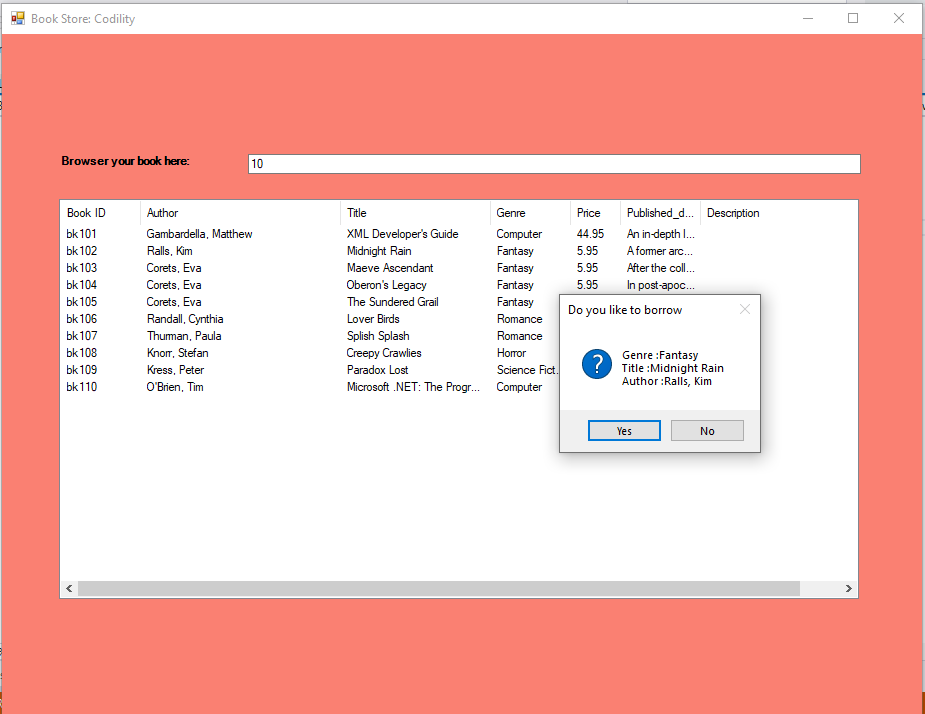 Book Store: Codility
Browser your book here:
10
Book ID Author Title Genre Price Published_d... Description
bk101 Gambardella, Matthew XML Developer's Guide Computer 44.95 An in-depth l...
bk102 Ralls, Kim Midnight Rain Fantasy 5.95 A former arc...
bk103 Corets, Eva Maeve Ascendant Fantasy 5.95 After the coll...
bk104 Corets, Eva Oberon's Legacy Fantasy 5.95 In post-apoc...
bk105 Corets, Eva The Sundered Grail Fantasy
bk106 Randall, Cynthia Lover Birds Romance
bk107 Thurman, Paula Splish Splash Romance
bk108 Knorr, Stefan Creepy Crawlies Horror
bk109 Kress, Peter Paradox Lost Science Fict.
bk110 O'Brien, Tim Microsoft .NET: The Progr... Computer
Do you like to borrow
Genre :Fantasy
Title :Midnight Rain
Author :Ralls, Kim
Yes No